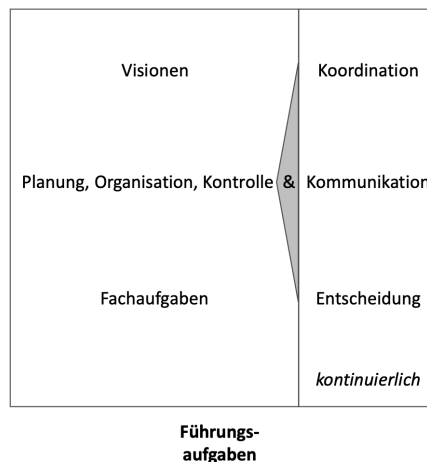 Visionen Koordination
Planung, Organisation, Kontrolle & Kommunikation
Fachaufgaben Entscheidung
kontinuierlich
Führungs-
aufgaben